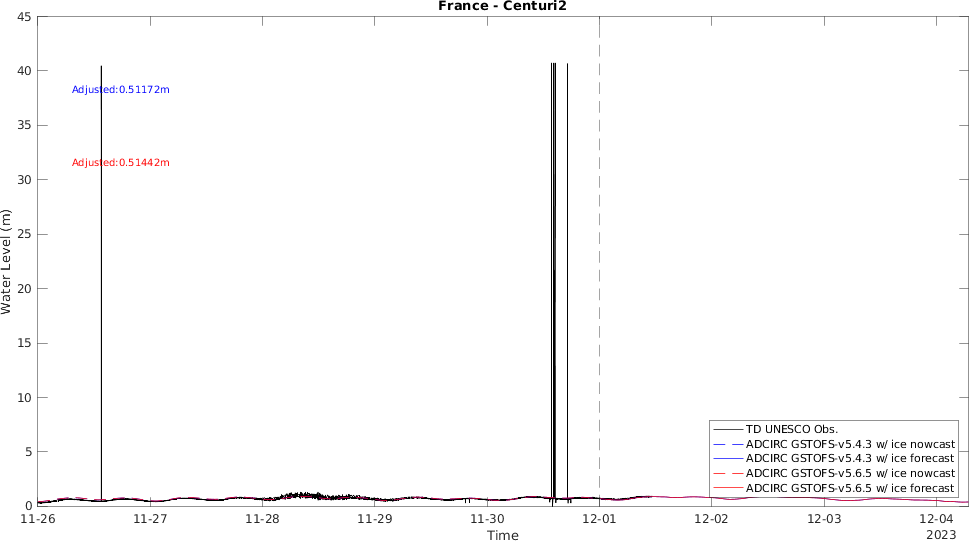 France - Centuri2
45
40
35
30
25
20
15
10
5
0
Water Level (m)
Adjusted:0.51172m
Adjusted:0.51442m
TD UNESCO Obs.
ADCIRC GSTOFS-v5.4.3 w/ ice nowcast
ADCIRC GSTOFS-v5.4.3 w/ ice forecast
ADCIRC GSTOFS-v5.6.5 w/ ice nowcast
ADCIRC GSTOFS-v5.6.5 w/ ice forecast
11-26 11-27 11-28 11-29 11-30 12-01 12-02 12-03 12-04
Time
2023